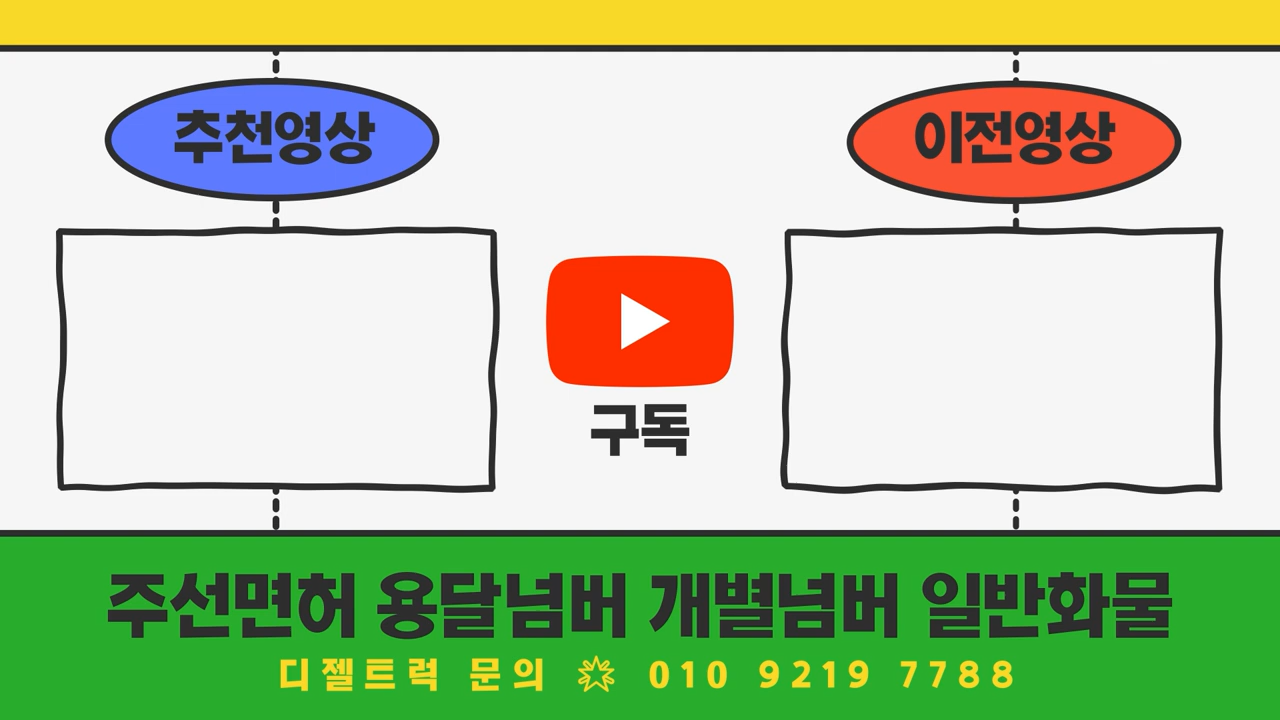 추천영상
이전영상
구독
주선면허 용달넘버 개별넘버 일반화물
디젤트럭 문의 010 9219 7788